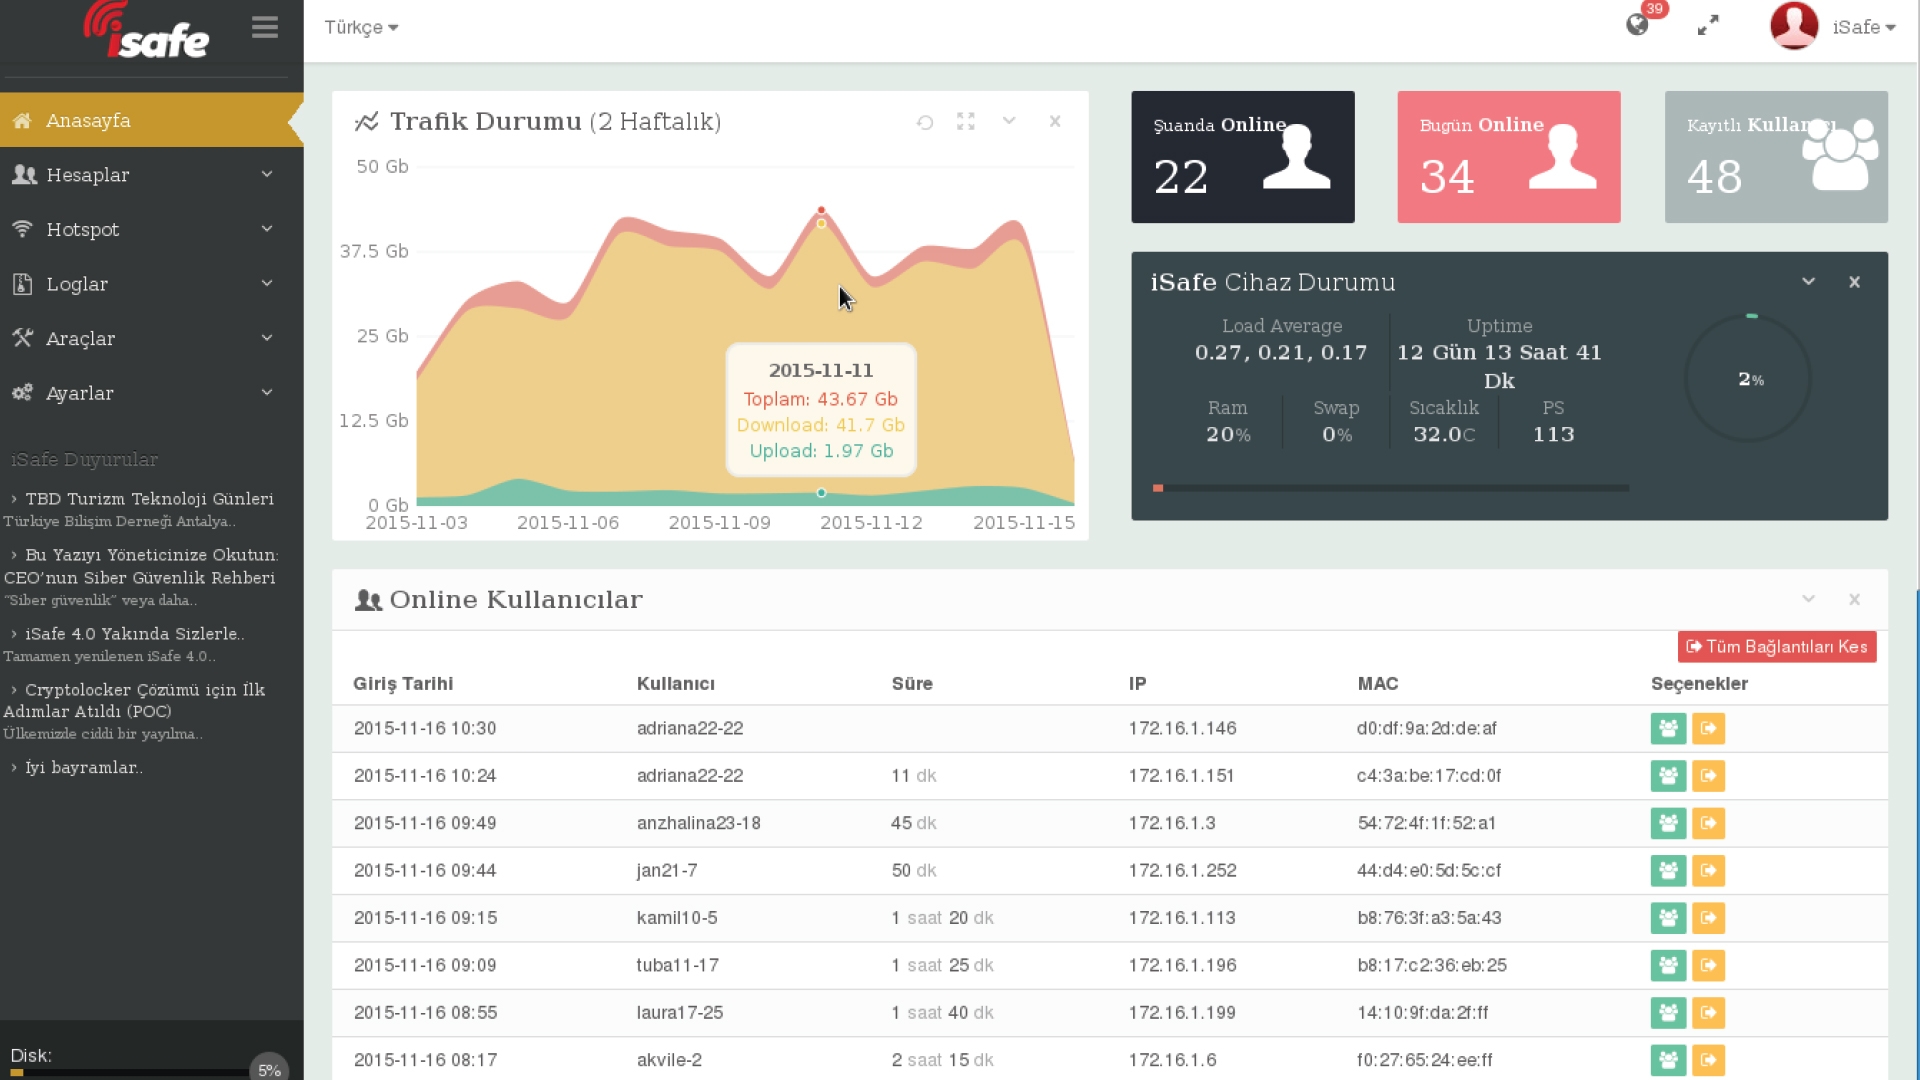 isafe
Türkçe
39
iSafe
Anasayfa
Hesaplar
Hotspot
Loglar
Araçlar
Ayarlar
iSafe Duyurular
› TBD Turizm Teknoloji Günleri
Türkiye Bilişim Derneği Antalya..
› Bu Yazıyı Yöneticinize Okutun:
CEO’nun Siber Güvenlik Rehberi
“Siber güvenlik” veya daha..
› iSafe 4.0 Yakında Sizlerle..
Tamamen yenilenen iSafe 4.0..
› Cryptolocker Çözümü için İlk
Adımlar Atıldı (POC)
Ülkemizde ciddi bir yayılma..
› İyi bayramlar..
Disk:
5%
Trafik Durumu (2 Haftalık)
50 Gb
37.5 Gb
25 Gb
12.5 Gb
0 Gb
2015-11-03 2015-11-06 2015-11-09 2015-11-12 2015-11-15
2015-11-11
Toplam: 43.67 Gb
Download: 41.7 Gb
Upload: 1.97 Gb
Şuanda Online
22
Bugün Online
34
Kayıtlı
48
iSafe Cihaz Durumu
Load Average
0.27, 0.21, 0.17
Uptime
12 Gün 13 Saat 41
Dk
Ram
20%
Swap
0%
Sıcaklık
32.0C
PS
113
2%
Online Kullanıcılar
Tüm Bağlantıları Kes
Giriş Tarihi Kullanıcı Süre IP MAC Seçenekler
2015-11-16 10:30 adriana22-22 172.16.1.146 d0:df:9a:2d:de:af
2015-11-16 10:24 adriana22-22 11 dk 172.16.1.151 c4:3a:be:17:cd:0f
2015-11-16 09:49 anzhalina23-18 45 dk 172.16.1.3 54:72:4f:1f:52:a1
2015-11-16 09:44 jan21-7 50 dk 172.16.1.252 44:d4:e0:5d:5c:cf
2015-11-16 09:15 kamil10-5 1 saat 20 dk 172.16.1.113 b8:76:3f:a3:5a:43
2015-11-16 09:09 tuba11-17 1 saat 25 dk 172.16.1.196 b8:17:c2:36:eb:25
2015-11-16 08:55 laura17-25 1 saat 40 dk 172.16.1.199 14:10:9f:da:2f:ff
2015-11-16 08:17 akvile-2 2 saat 15 dk 172.16.1.6 f0:27:65:24:ee:ff